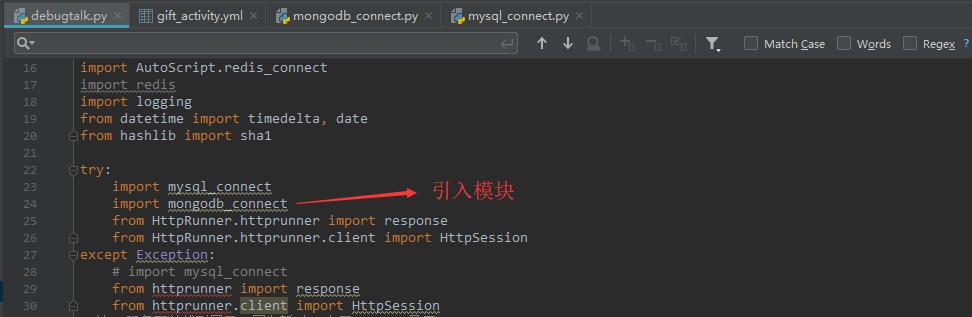 debugtalk.py × gift_activity.yml × mongodb_connect.py × mysql_connect.py ×
Match Case Words Regex ?
16 import AutoScript.redis_connect
17 import redis
18 import logging
19 from datetime import timedelta, date
20 from hashlib import sha1
21
22 try:
23 import mysql_connect
24 import mongodb_connect 引入模块
25 from HttpRunner.httprunner import response
26 from HttpRunner.httprunner.client import HttpSession
27 except Exception:
28 # import mysql_connect
29 from httprunner import response
30 from httprunner.client import HttpSession